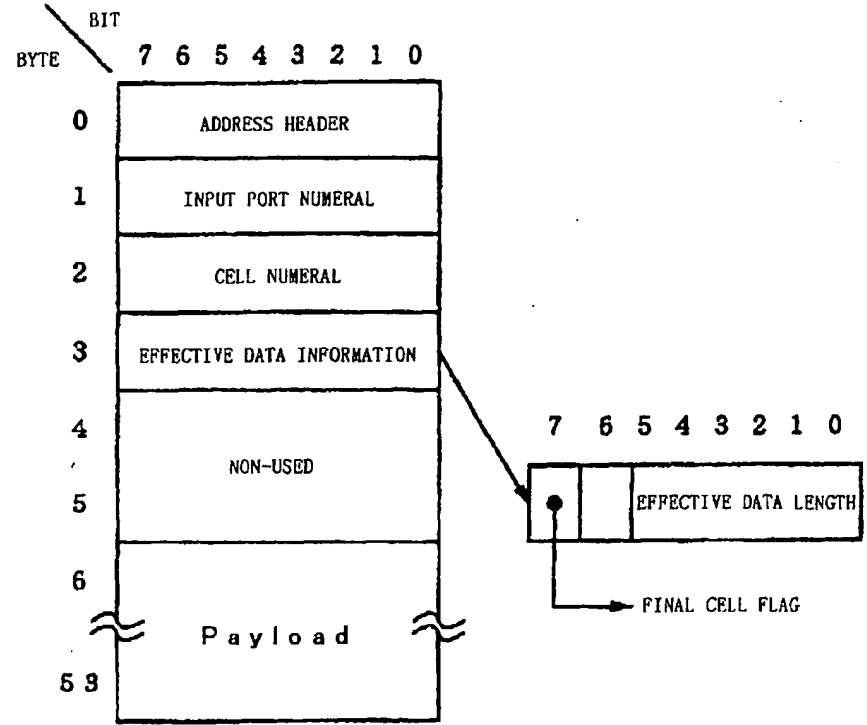 BIT
BYTE 7 6 5 4 3 2 1 0
0 ADDRESS HEADER
1 INPUT PORT NUMERAL
2 CELL NUMERAL
3 EFFECTIVE DATA INFORMATION
4
NON-USED
5
7 6 5 4 3 2 1 0
EFFECTIVE DATA LENGTH
6
FINAL CELL FLAG
Payload
53